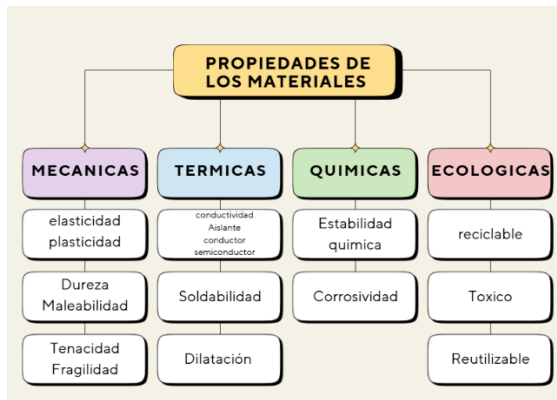 PROPIEDADES DE
LOS MATERIALES
MECANICAS
elasticidad
plasticidad
Dureza
Maleabilidad
Tenacidad
Fragilidad
TERMICAS
conductividad
Aislante
conductor
semiconductor
Soldabilidad
Dilatación
QUIMICAS
Estabilidad
quimica
Corrosividad
ECOLOGICAS
reciclable
Toxico
Reutilizable